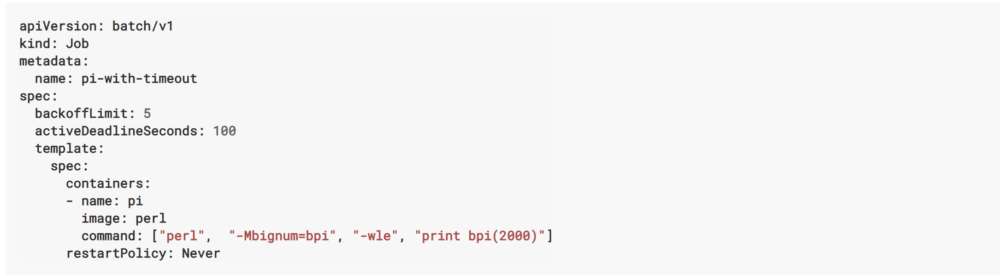 apiVersion: batch/v1
kind: Job
metadata:
  name: pi-with-timeout
spec:
  backoffLimit: 5
  activeDeadlineSeconds: 100
  template:
    spec:
      containers:
      - name: pi
        image: perl
        command: ["perl",  "-Mbignum=bpi", "-wle", "print bpi(2000)"]
      restartPolicy: Never